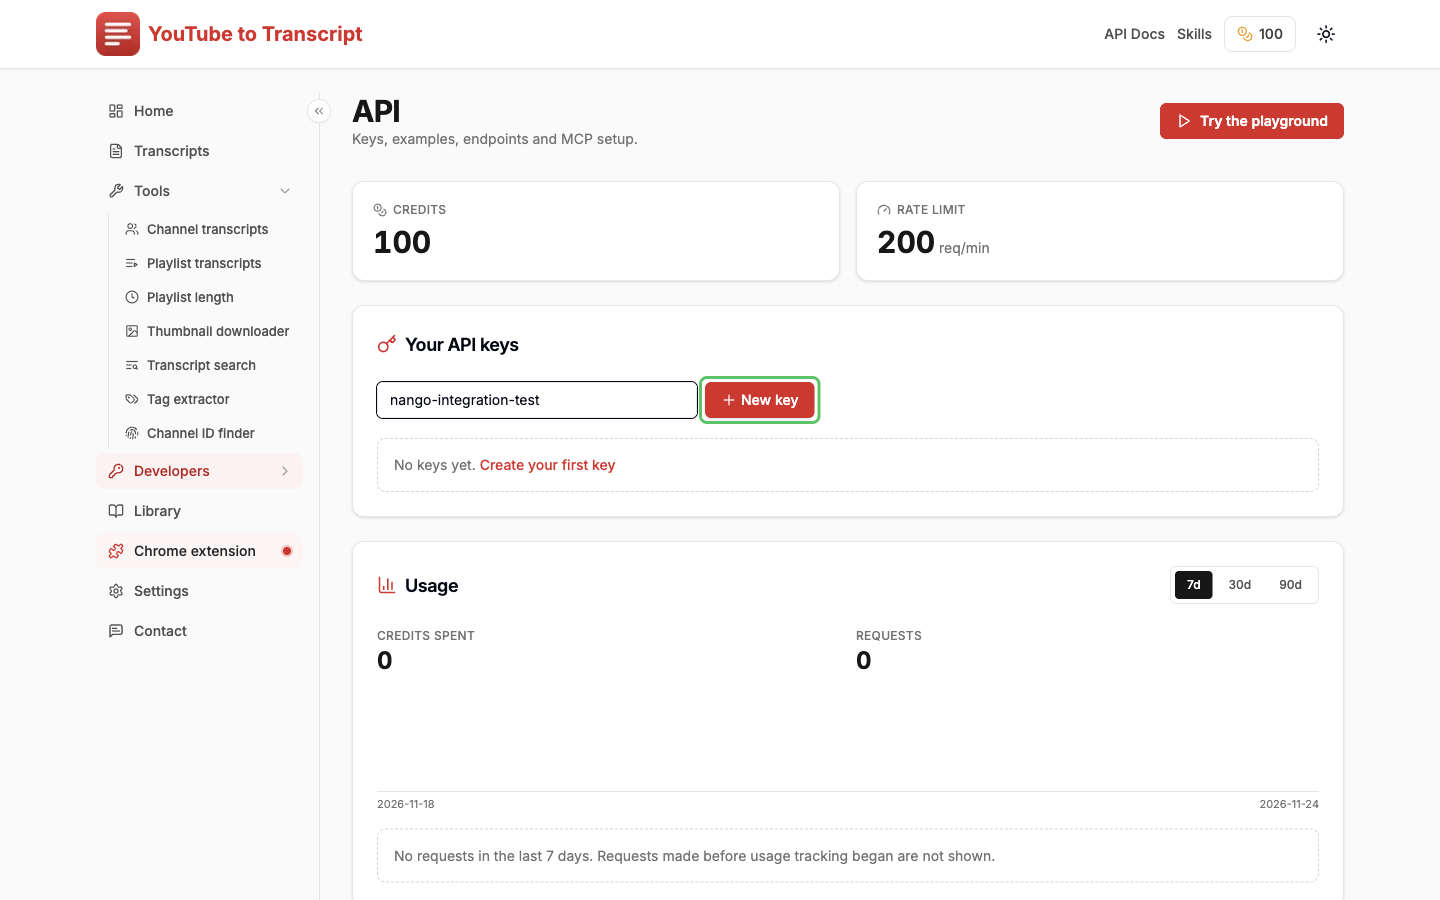 YouTube to Transcript
API Docs
Skills
100
Home
Transcripts
Tools
Channel transcripts
Playlist transcripts
Playlist length
Thumbnail downloader
Transcript search
Tag extractor
Channel ID finder
Developers
Library
Chrome extension
Settings
Contact
API
Keys, examples, endpoints and MCP setup.
Try the playground
CREDITS
100
RATE LIMIT
200 req/min
Your API keys
nango-integration-test
New key
No keys yet. Create your first key
Usage
7d
30d
90d
CREDITS SPENT
0
REQUESTS
0
2026-11-18
2026-11-24
No requests in the last 7 days. Requests made before usage tracking began are not shown.